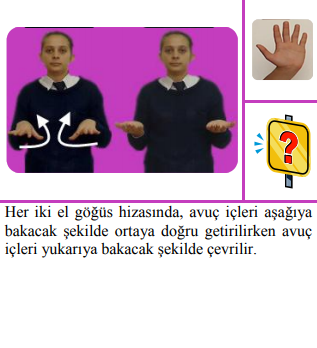 ?
Her iki el göğüs hizasında, avuç içleri aşağıya
bakacak şekilde ortaya doğru getirilirken avuç
içleri yukarıya bakacak şekilde çevrilir.